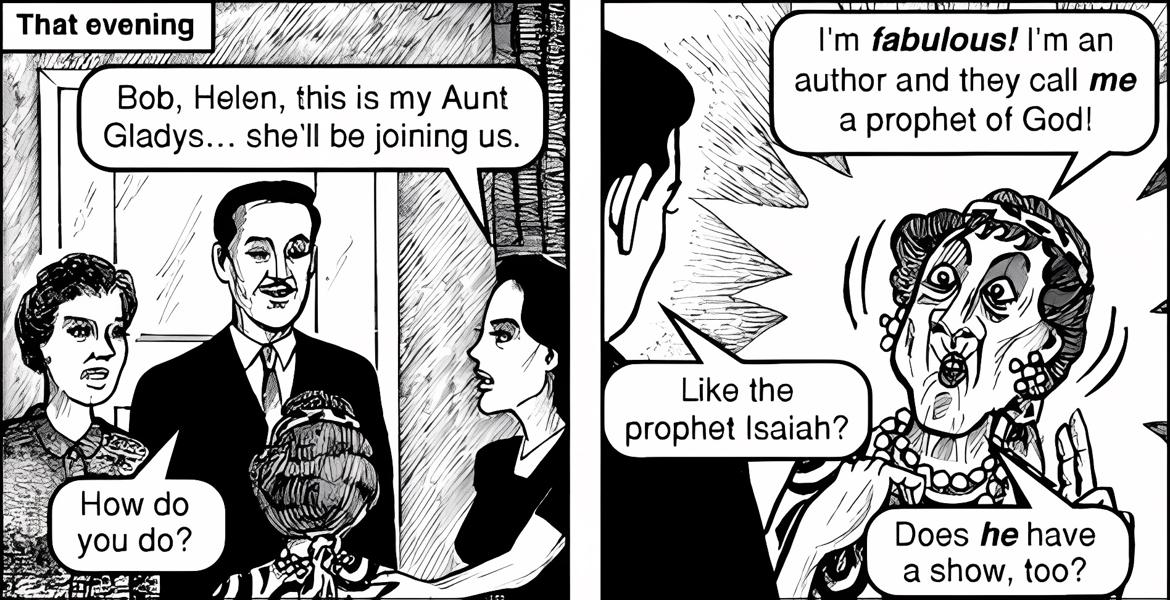 That evening
Bob, Helen, this is my Aunt
Gladys... she'll be joining us.
How do
you do?
I'm fabulous! I'm an
author and they call me
a prophet of God!
Like the
prophet Isaiah?
Does he have
a show, too?